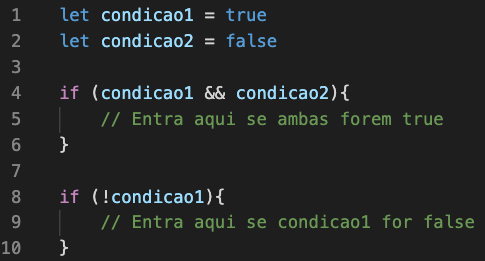 1 let condicao1 = true
2 let condicao2 = false
3
4 if (condicao1 && condicao2){
5     // Entra aqui se ambas forem true
6 }
7
8 if (!condicao1){
9     // Entra aqui se condicao1 for false
10 }